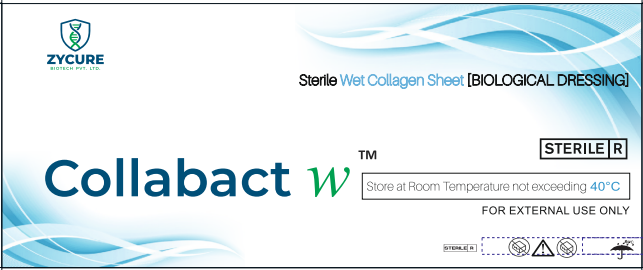 ZYCURE
BIOTECH PVT. LTD.
Sterile Wet Collagen Sheet [BIOLOGICAL DRESSING]
STERILE R
Collabact w TM
Store at Room Temperature not exceeding 40°C
FOR EXTERNAL USE ONLY
STERILE R